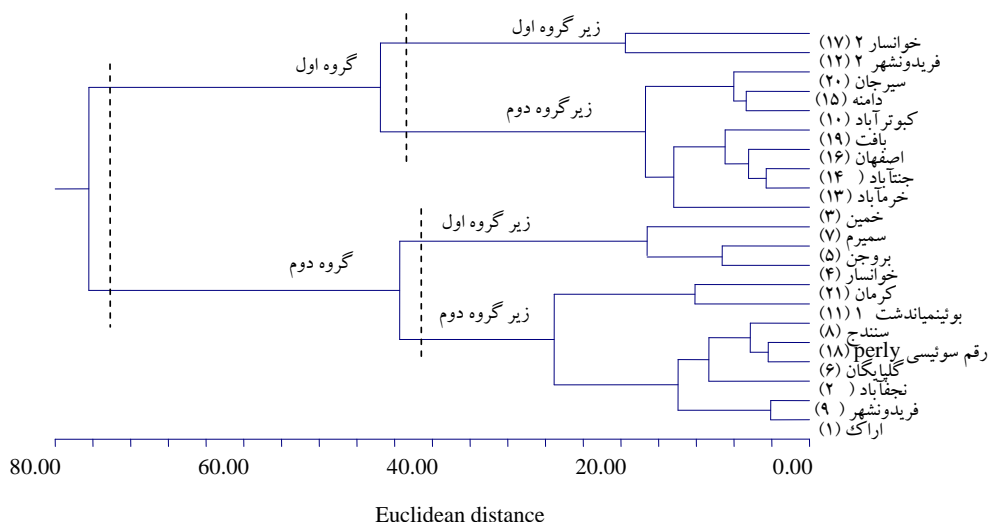 زیر گروه اول
خوانسار ۲ (۱۷)
فریدونشهر ۲ (۱۲)
گروه اول
سیرجان (۲۰)
دامنه (۱۵)
زیرگروه دوم
کبوترآباد (۱۰)
بافت (۱۹)
اصفهان (۱۶)
جنتآباد ( ۱۴
خرمآباد (۱۳)
خمین (۳)
زیر گروه اول
سمیرم (۷)
بروجن (۵)
گروه دوم
خوانسار (۴)
کرمان (۲۱)
زیر گروه دوم
بوئینمیاندشت ۱ (۱۱)
سنندج (۸)
رقم سوئیسی perly (۱۸)
گلپایگان (۶)
نجفآباد ( ۲)
فریدونشهر ( ۹)
اراک (۱)
80.00 60.00 40.00 20.00 0.00
Euclidean distance